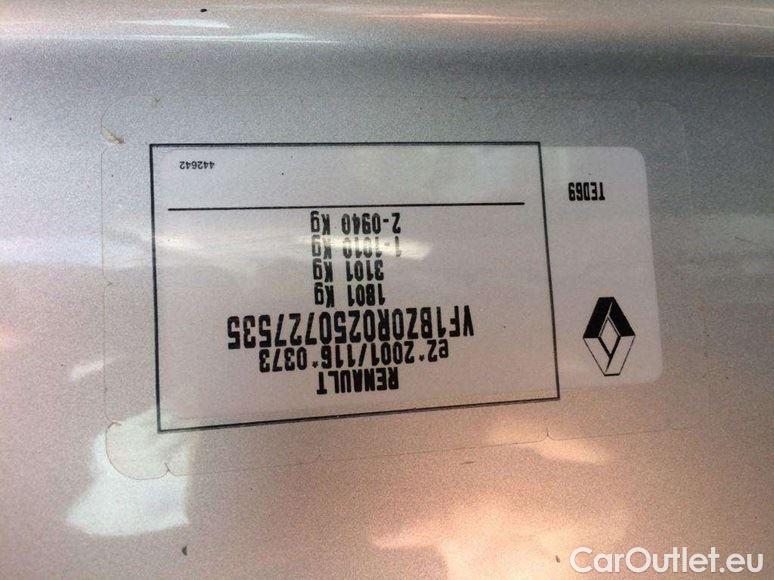 RENAULT
e2*2001/116*0373
VF1BZ0R0250727535
1801 Kg
3101 Kg
1-1010 Kg
2-0940 Kg
442642
TED69
CarOutlet.eu